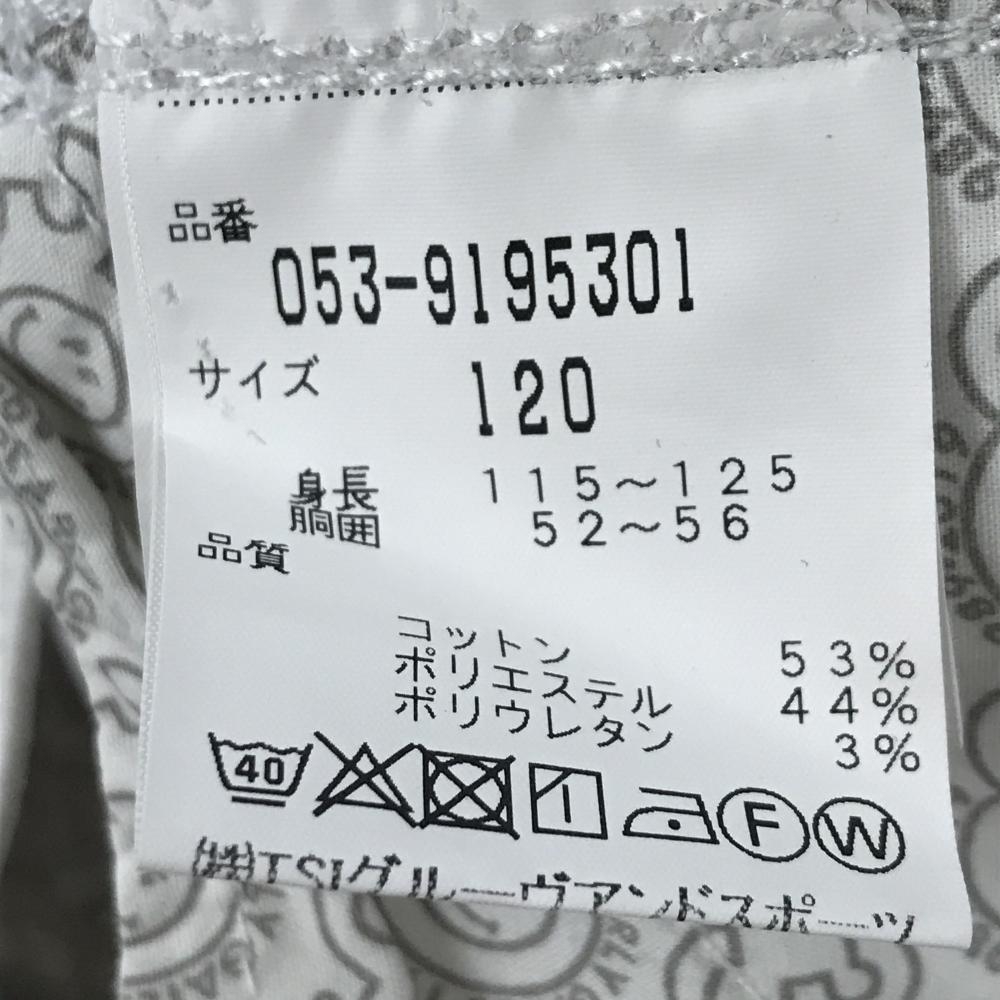 品番
053-9195301
サイズ 120
身長 115～125
胴囲 52～56
品質
コットン 53%
ポリエステル 44%
ポリウレタン 3%
40 F W
㈱TSIグルーヴアンドスポーツ